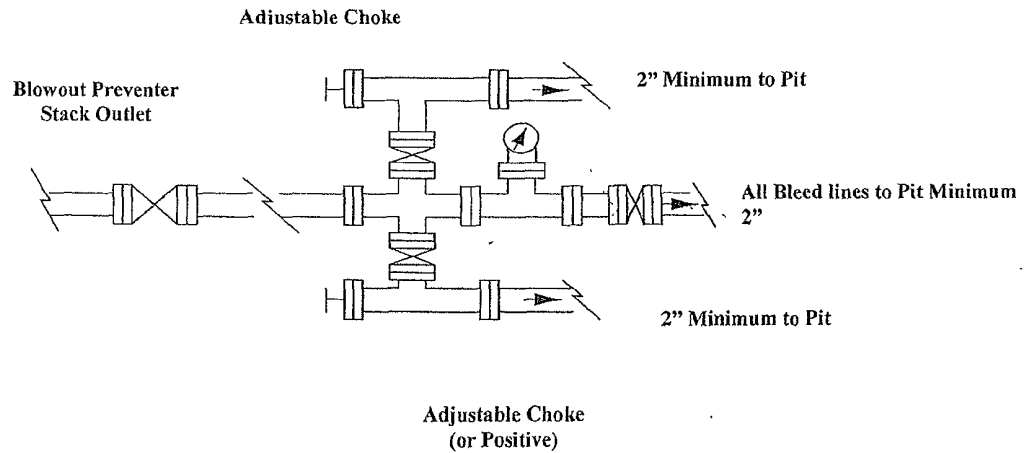 Adjustable Choke
Blowout Preventer
Stack Outlet
2” Minimum to Pit
All Bleed lines to Pit Minimum
2”
2” Minimum to Pit
Adjustable Choke
(or Positive)